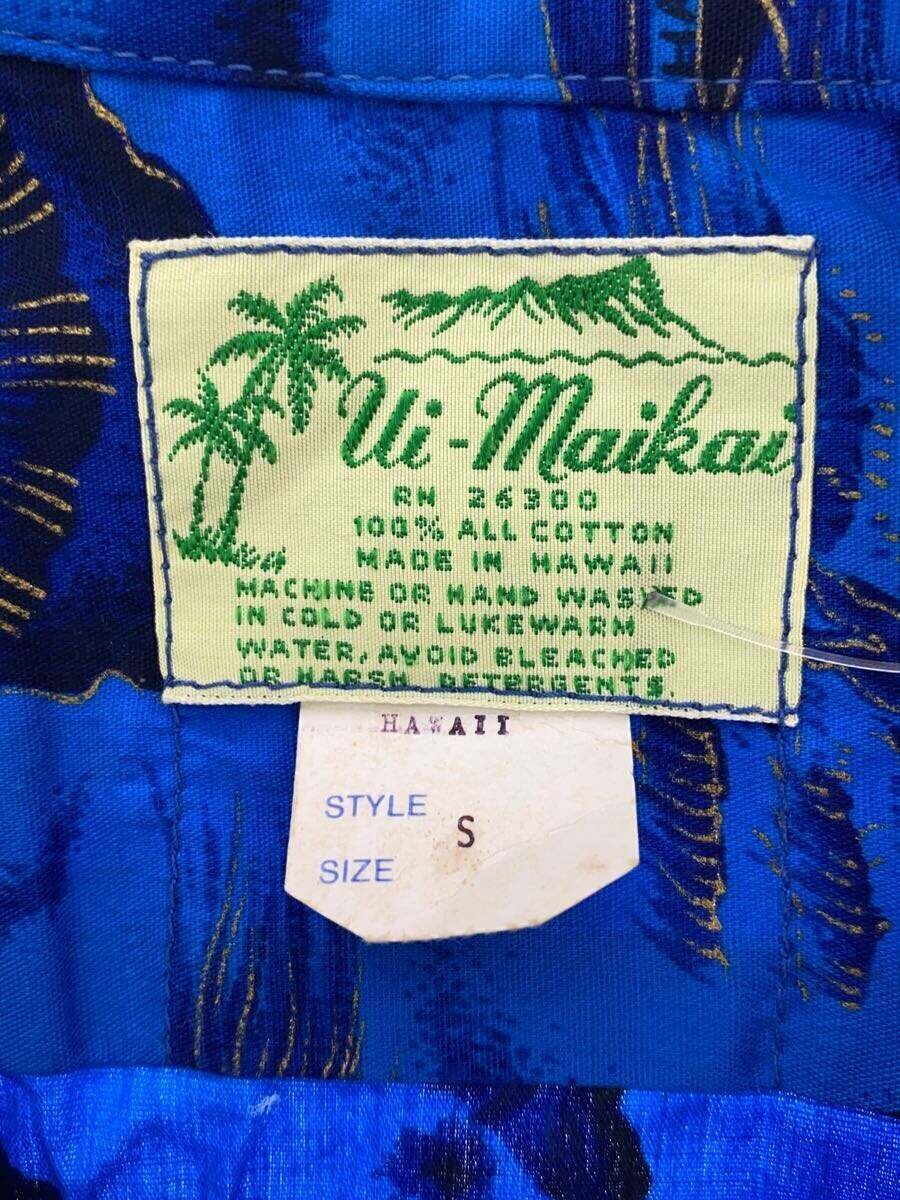 Ui-Maikai
RN 26300
100% ALL COTTON
MADE IN HAWAII
MACHINE OR HAND WASHED
IN COLD OR LUKEWARM
WATER, AVOID BLEACHED
OR HARSH DETERGENTS.
HAWAII
STYLE
S
SIZE